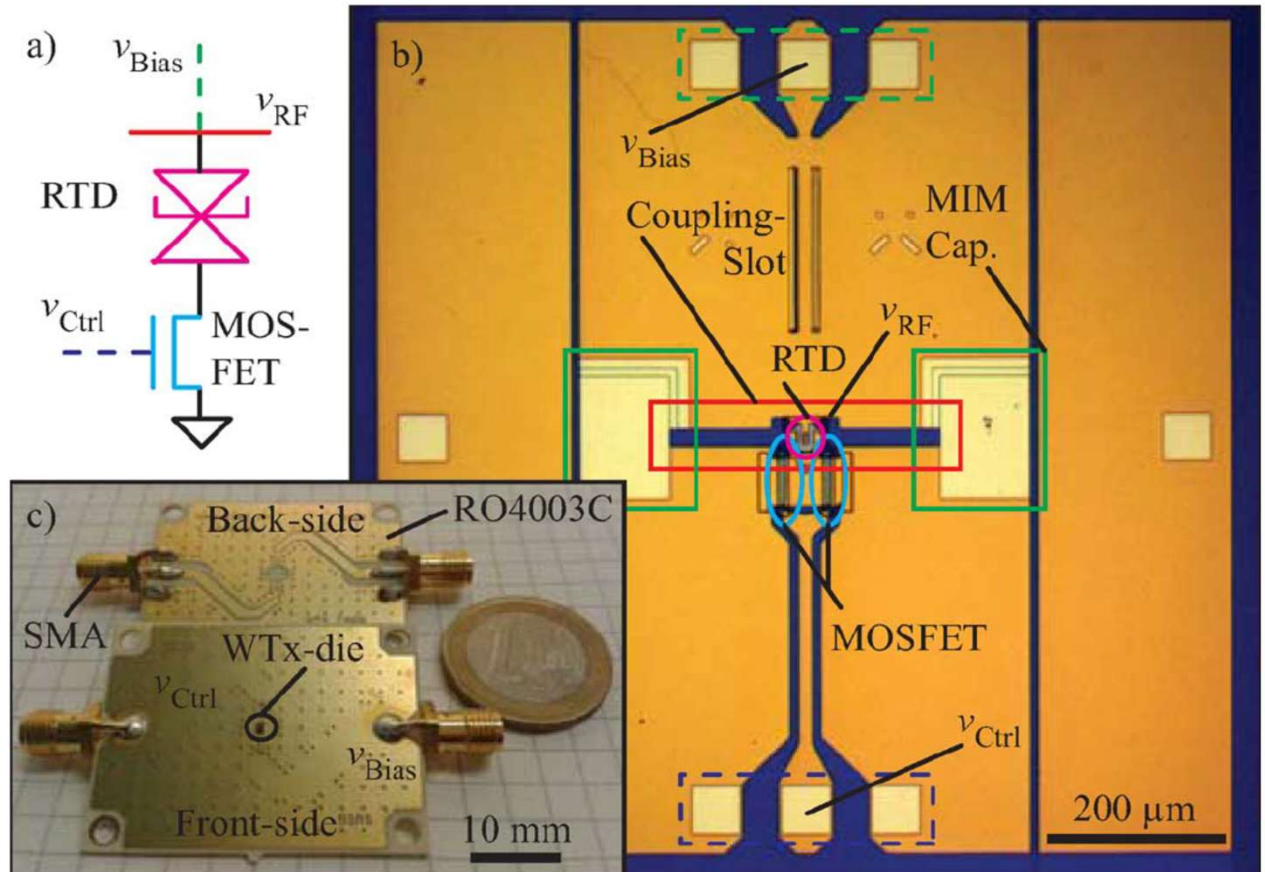 a)
vBias
vRF
RTD
vCtrl
MOS-
FET
b)
vBias
Coupling-
Slot
MIM
Cap.
vRF
RTD
MOSFET
vCtrl
200 µm
c)
Back-side
RO4003C
SMA
WTx-die
vCtrl
vBias
Front-side
10 mm